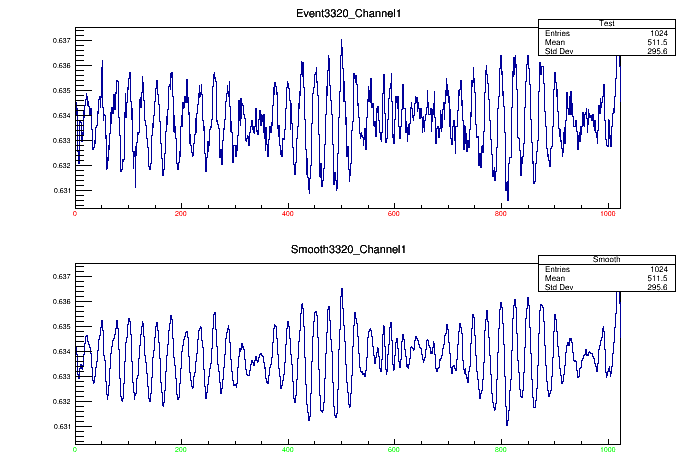 Event3320_Channel1
Test
Entries 1024
Mean 511.5
Std Dev 295.6
0.637
0.636
0.635
0.634
0.633
0.632
0.631
0 200 400 600 800 1000
Smooth3320_Channel1
Smooth
Entries 1024
Mean 511.5
Std Dev 295.6
0.637
0.636
0.635
0.634
0.633
0.632
0.631
0 200 400 600 800 1000